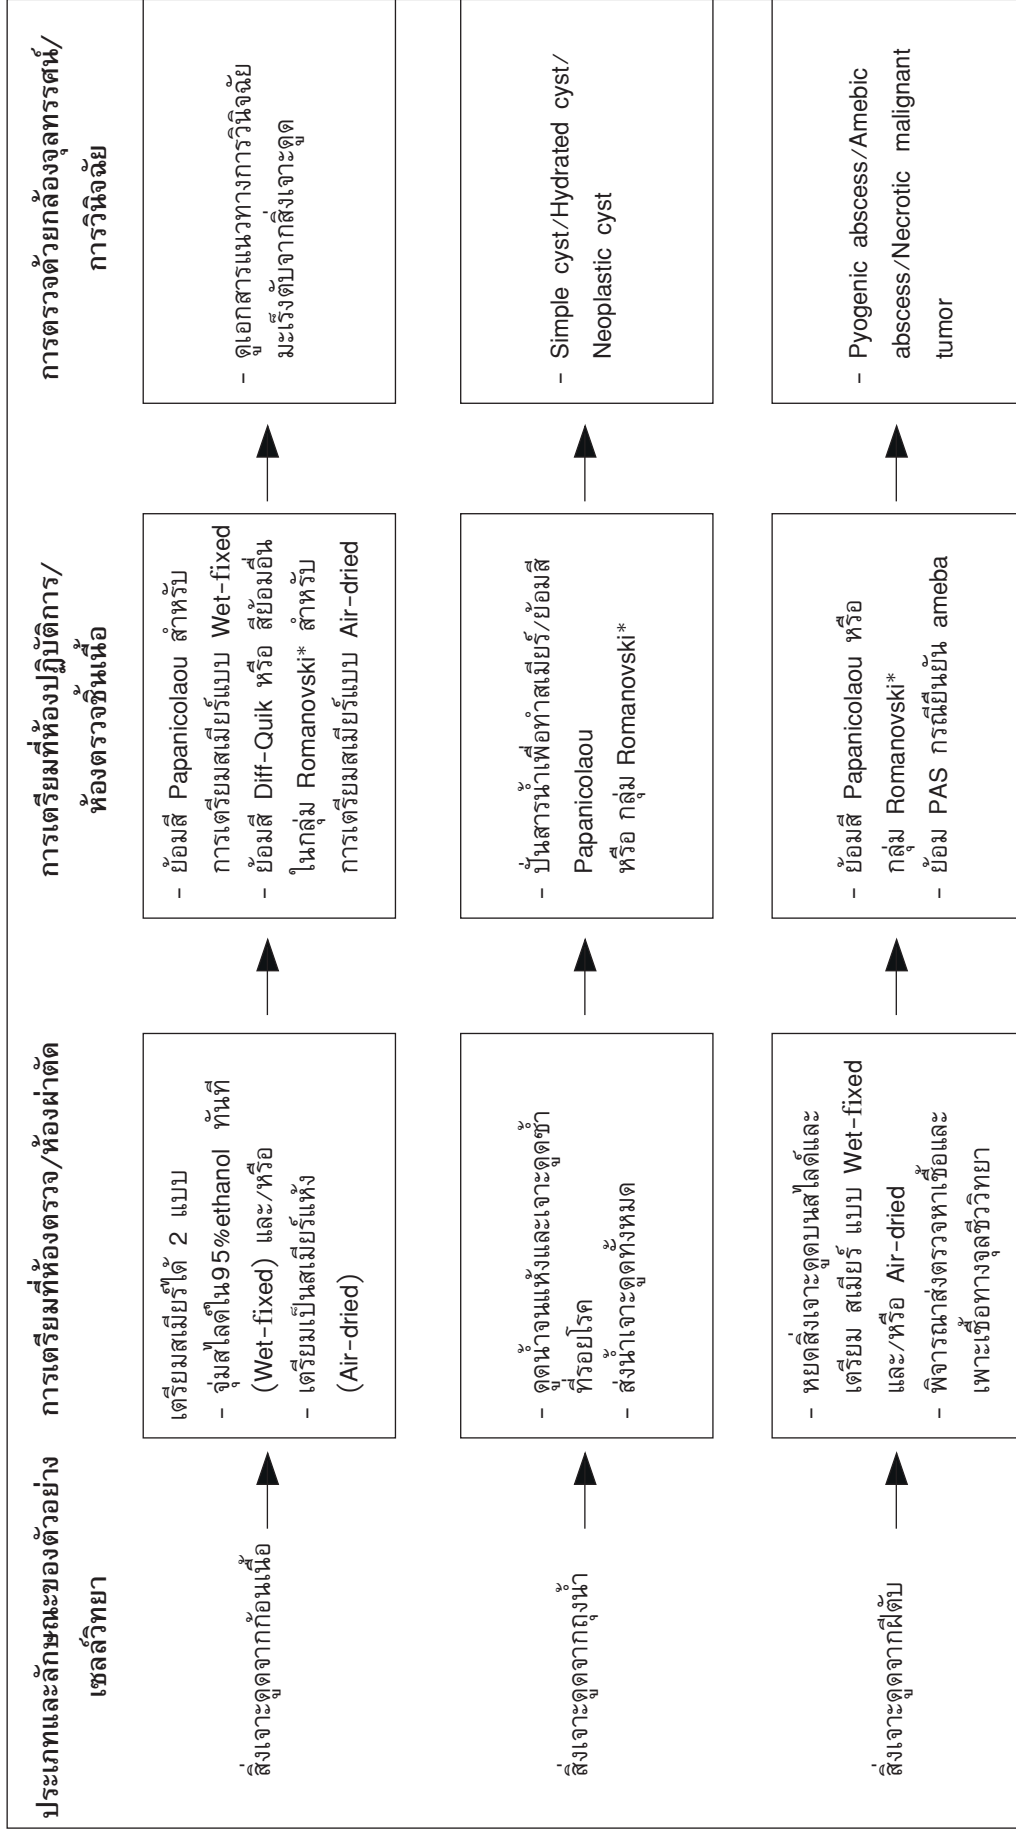 ประเภทและลักษณะของตัวอย่าง
เซลล์วิทยา
การเตรียมที่ห้องตรวจ/ห้องผ่าตัด
การเตรียมที่ห้องปฏิบัติการ/
ห้องตรวจชิ้นเนื้อ
การตรวจด้วยกล้องจุลทรรศน์/
การวินิจฉัย
สิ่งเจาะดูดจากก้อนเนื้อ
เตรียมสเมียร์ได้ 2 แบบ
- จุ่มสไลด์ใน95%ethanol ทันที
(Wet-fixed) และ/หรือ
- เตรียมเป็นสเมียร์แห้ง
(Air-dried)
- ย้อมสี Papanicolaou สำหรับ
การเตรียมสเมียร์แบบ Wet-fixed
- ย้อมสี Diff-Quik หรือ สีย้อมอื่น
ในกลุ่ม Romanovski* สำหรับ
การเตรียมสเมียร์แบบ Air-dried
- ดูเอกสารแนวทางการวินิจฉัย
มะเร็งตับจากสิ่งเจาะดูด
สิ่งเจาะดูดจากถุงน้ำ
- ดูดน้ำจนแห้งและเจาะดูดซ้ำ
ที่รอยโรค
- ส่งน้ำเจาะดูดทั้งหมด
- ปั่นสารน้ำเพื่อทำสเมียร์/ย้อมสี
Papanicolaou
หรือ กลุ่ม Romanovski*
- Simple cyst/Hydrated cyst/
Neoplastic cyst
สิ่งเจาะดูดจากฝีตับ
- หยดสิ่งเจาะดูดบนสไลด์และ
เตรียม สเมียร์ แบบ Wet-fixed
และ/หรือ Air-dried
- พิจารณาส่งตรวจหาเชื้อและ
เพาะเชื้อทางจุลชีววิทยา
- ย้อมสี Papanicolaou หรือ
กลุ่ม Romanovski*
- ย้อม PAS กรณียืนยัน ameba
- Pyogenic abscess/Amebic
abscess/Necrotic malignant
tumor